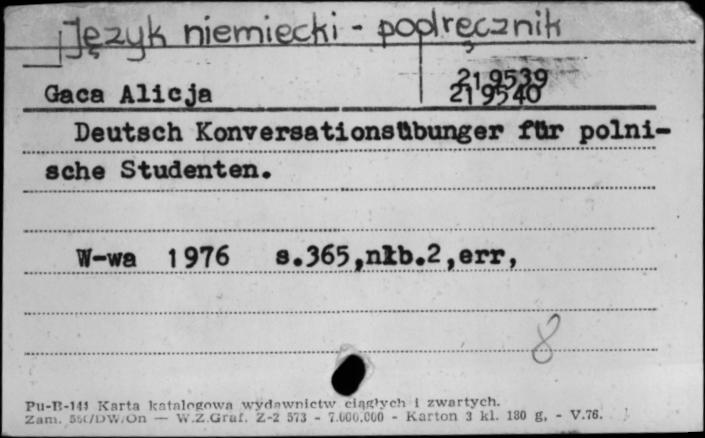 Język niemiecki - podręcznik
Gaca Alicja
219539
219540
Deutsch Konversationsübunger für polni-
sche Studenten.
W-wa 1976 s.365,nlb.2,err,
8
Pu-B-144 Karta katalogowa wydawnictw ciągłych i zwartych.
Zam. DW/On — W.Z.Graf. Z-2 573 - 7.000.000 - Karton 3 kl. 180 g. - V.76.